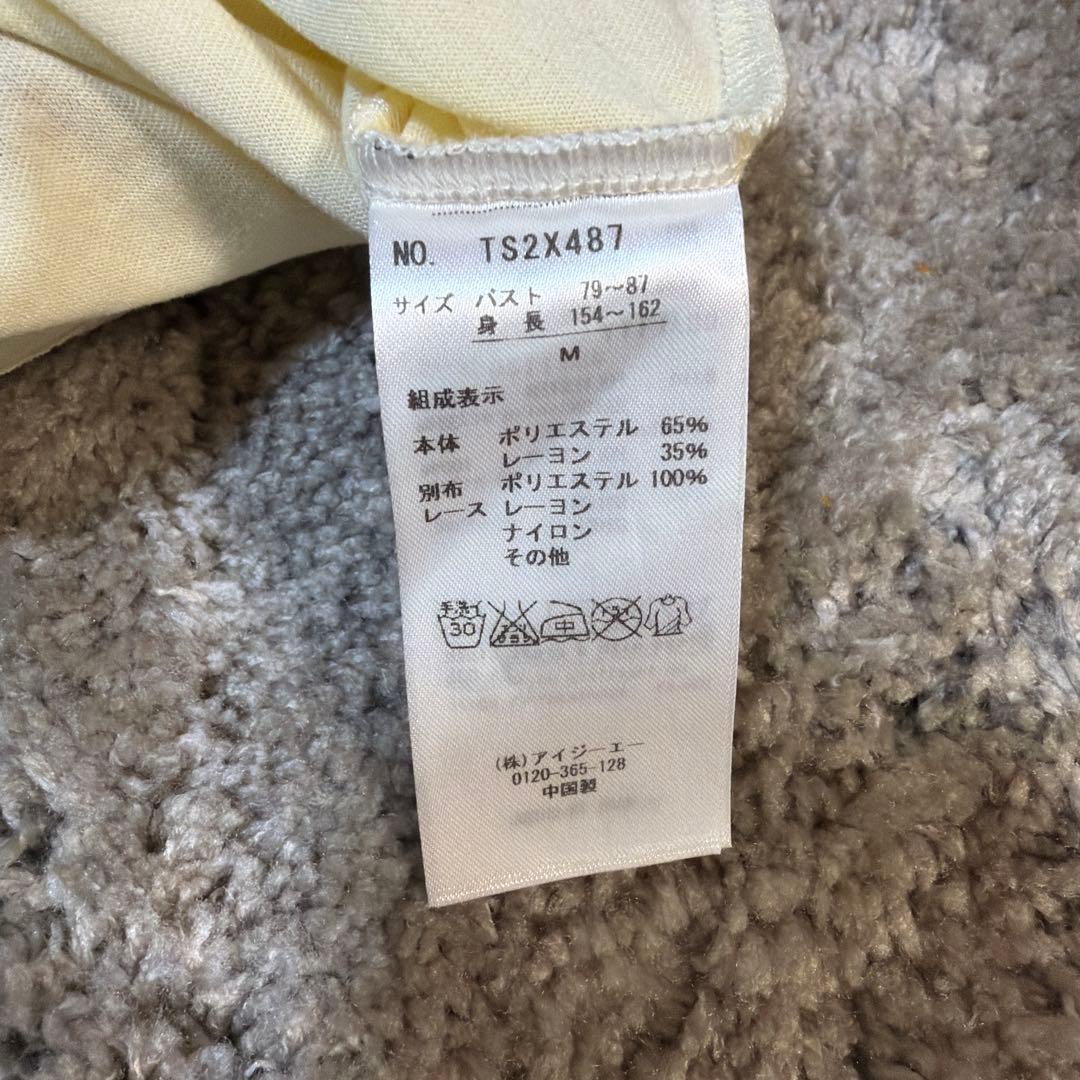 NO. TS2X487
サイズ バスト 79～87
身長 154～162
M
組成表示
本体 ポリエステル 65%
レーヨン 35%
別布 ポリエステル 100%
レース レーヨン
ナイロン
その他
手洗イ 30 中
(株)アイジーエー
0120-365-128
中国製